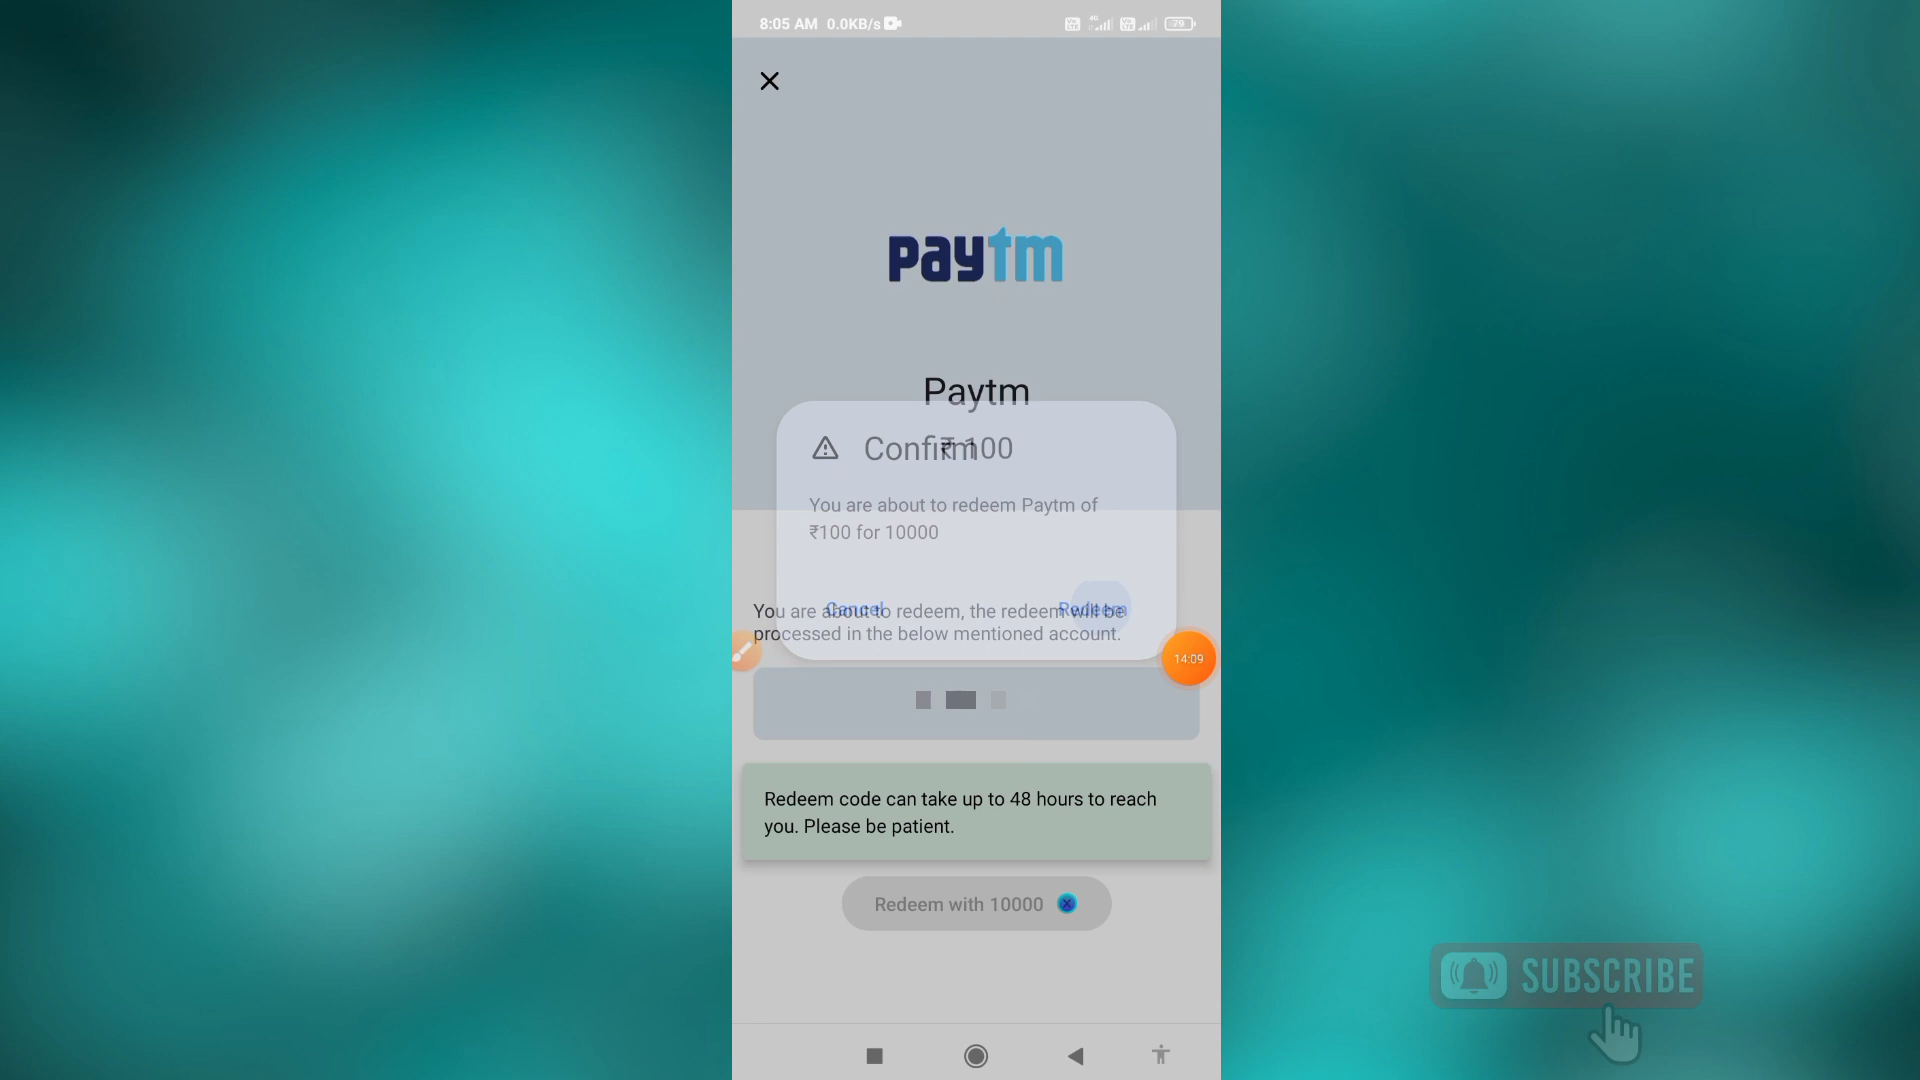 8:05 AM 0.0KB/s
4G
79
paytm
Paytm
Confirm
₹ 100
You are about to redeem Paytm of
₹100 for 10000
Cancel
Redeem
You are about to redeem, the redeem will be
processed in the below mentioned account.
14:09
Redeem code can take up to 48 hours to reach
you. Please be patient.
Redeem with 10000
SUBSCRIBE